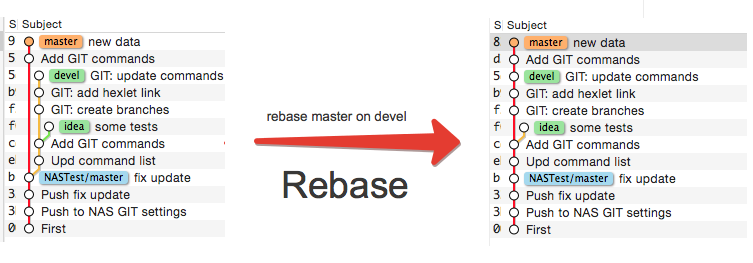 S Subject
9 master new data
5 Add GIT commands
5 devel GIT: update commands
b GIT: add hexlet link
f GIT: create branches
f idea some tests
c Add GIT commands
e Upd command list
b NASTest/master fix update
3 Push fix update
3 Push to NAS GIT settings
0 First
rebase master on devel
Rebase
S Subject
8 master new data
d Add GIT commands
5 devel GIT: update commands
b GIT: add hexlet link
f GIT: create branches
f idea some tests
c Add GIT commands
e Upd command list
b NASTest/master fix update
3 Push fix update
3 Push to NAS GIT settings
0 First